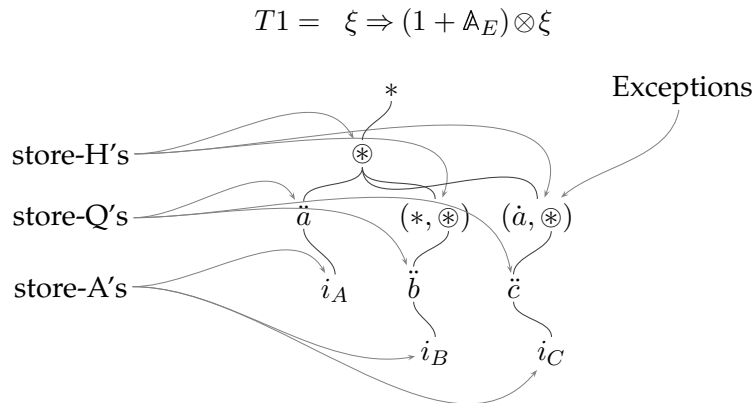 T1 = ξ ⇒ (1 + 𝔸_E) ⊗ ξ
* Exceptions
store-H's ⊛
store-Q's ä (*, ⊛) (ȧ, ⊛)
store-A's i_A b̈ c̈
i_B i_C